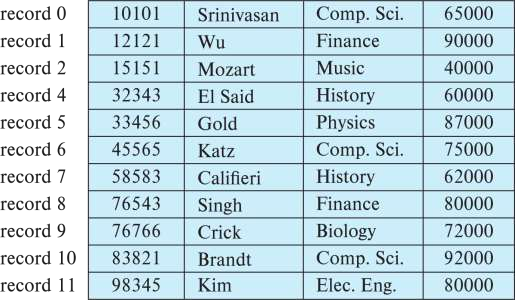 record 0 10101 Srinivasan Comp. Sci. 65000
record 1 12121 Wu Finance 90000
record 2 15151 Mozart Music 40000
record 4 32343 El Said History 60000
record 5 33456 Gold Physics 87000
record 6 45565 Katz Comp. Sci. 75000
record 7 58583 Califieri History 62000
record 8 76543 Singh Finance 80000
record 9 76766 Crick Biology 72000
record 10 83821 Brandt Comp. Sci. 92000
record 11 98345 Kim Elec. Eng. 80000